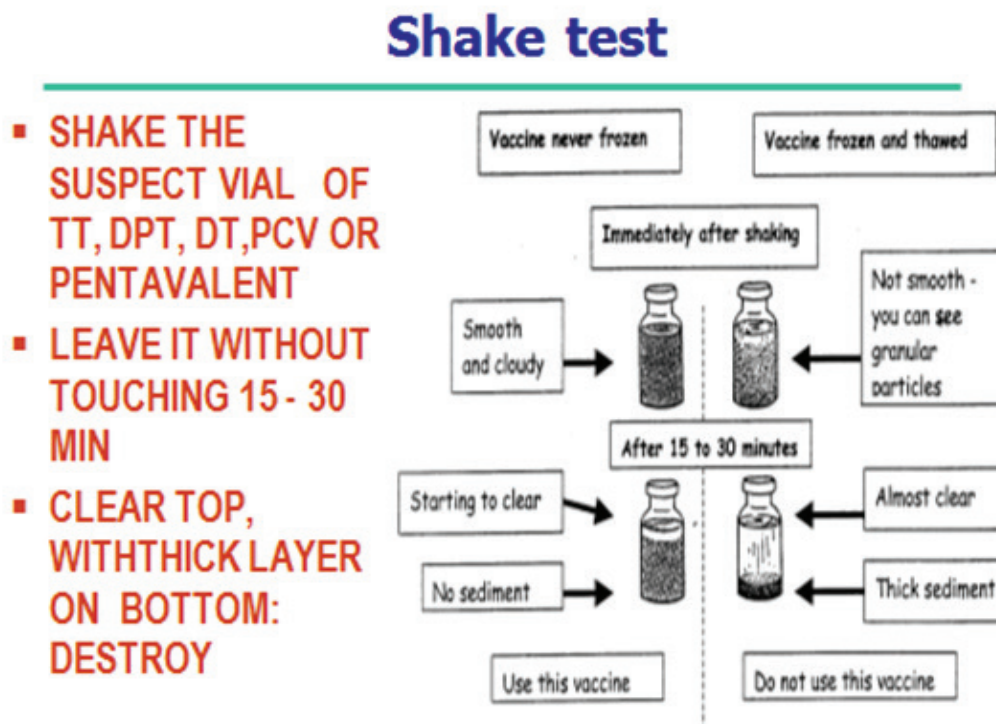 Shake test
▪ SHAKE THE
SUSPECT VIAL OF
TT, DPT, DT,PCV OR
PENTAVALENT
▪ LEAVE IT WITHOUT
TOUCHING 15 - 30
MIN
▪ CLEAR TOP,
WITHTHICK LAYER
ON BOTTOM:
DESTROY
Vaccine never frozen
Vaccine frozen and thawed
Immediately after shaking
Smooth
and cloudy
Not smooth -
you can see
granular
particles
After 15 to 30 minutes
Starting to clear
Almost clear
No sediment
Thick sediment
Use this vaccine
Do not use this vaccine